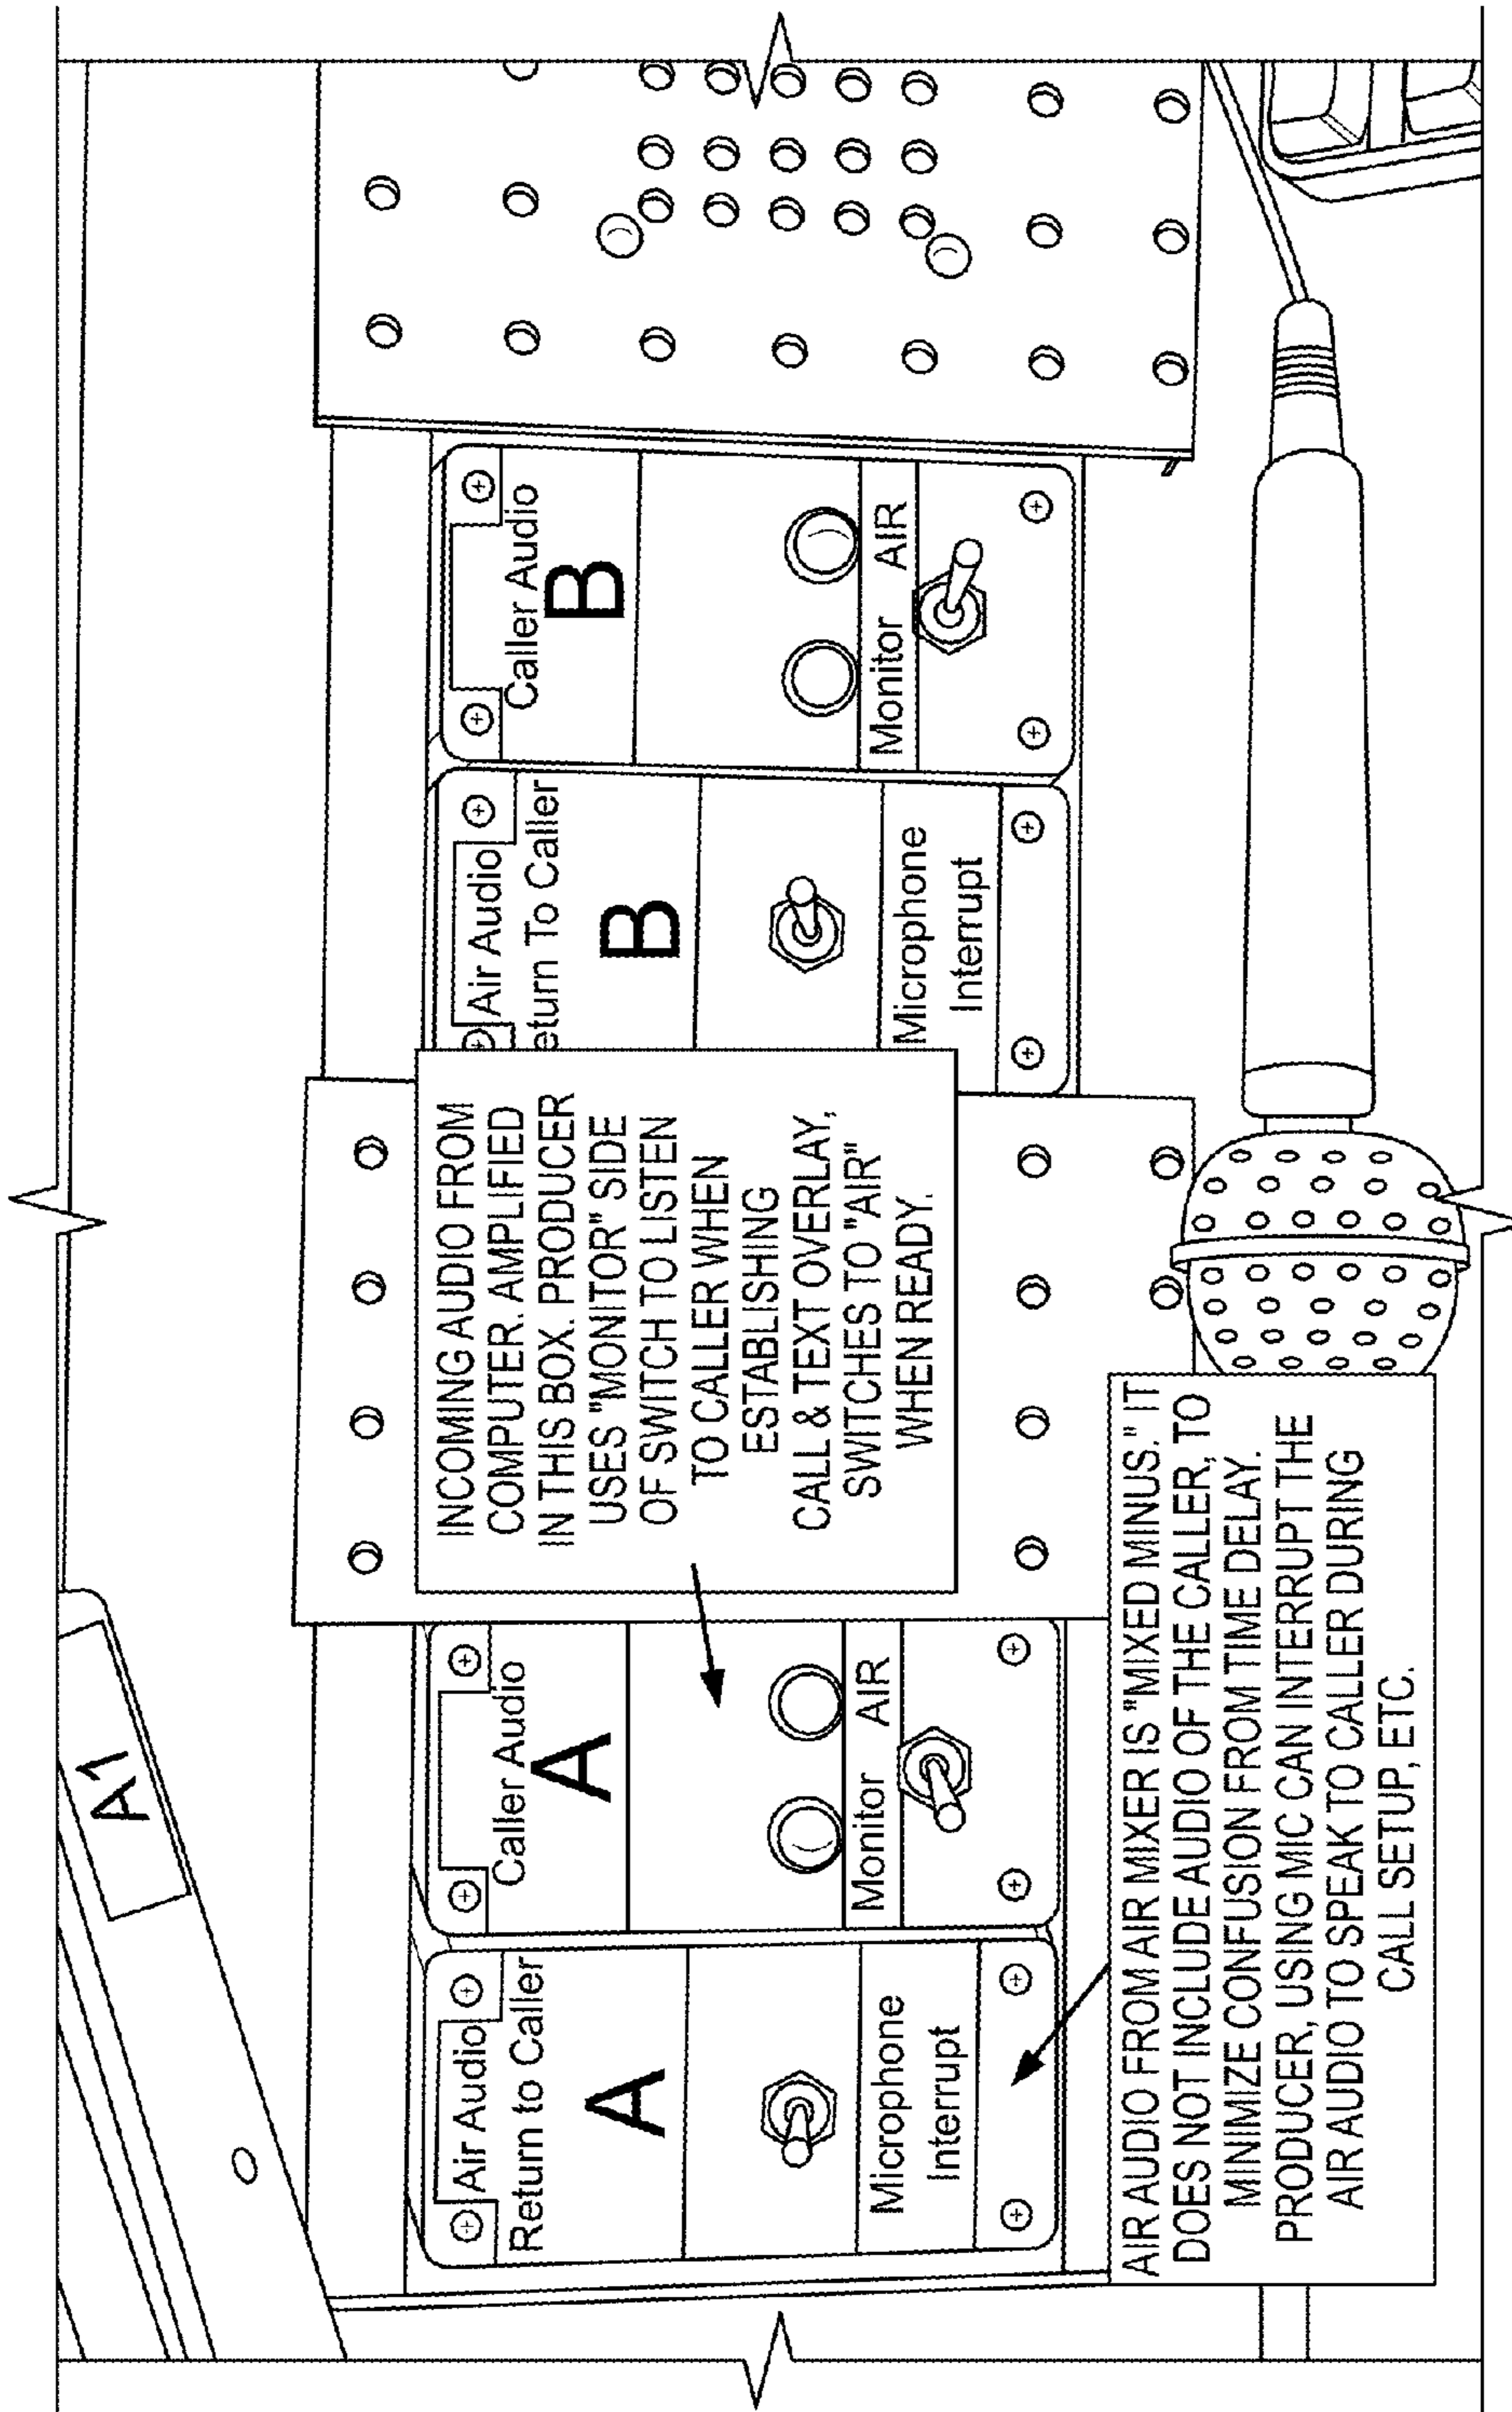 A1
Air Audio
Return to Caller
A
Microphone
Interrupt
Caller Audio
A
Monitor AIR
INCOMING AUDIO FROM
COMPUTER. AMPLIFIED
IN THIS BOX. PRODUCER
USES "MONITOR" SIDE
OF SWITCH TO LISTEN
TO CALLER WHEN
ESTABLISHING
CALL & TEXT OVERLAY,
SWITCHES TO "AIR"
WHEN READY.
Air Audio
eturn To Caller
B
Microphone
Interrupt
Caller Audio
B
Monitor AIR
AIR AUDIO FROM AIR MIXER IS "MIXED MINUS." IT
DOES NOT INCLUDE AUDIO OF THE CALLER, TO
MINIMIZE CONFUSION FROM TIME DELAY.
PRODUCER, USING MIC CAN INTERRUPT THE
AIR AUDIO TO SPEAK TO CALLER DURING
CALL SETUP, ETC.